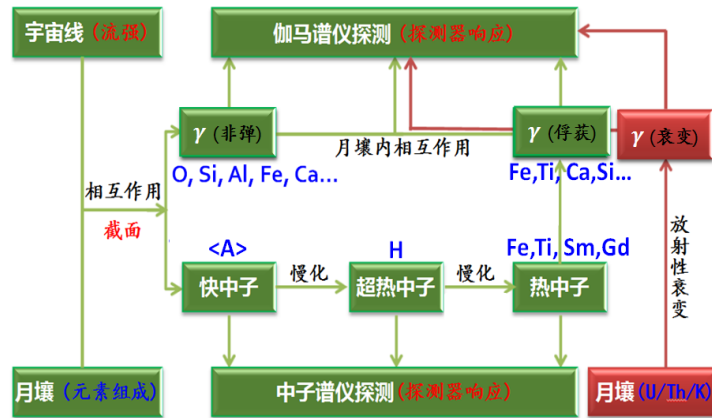 宇宙线(流强)
伽马谱仪探测(探测器响应)
γ (非弹)
γ (俘获)
γ (衰变)
月壤内相互作用
O, Si, Al, Fe, Ca...
Fe,Ti, Ca,Si...
相互作用
截面
放射性衰变
<A>
H
Fe,Ti, Sm,Gd
快中子
慢化
超热中子
慢化
热中子
月壤(元素组成)
中子谱仪探测(探测器响应)
月壤(U/Th/K)